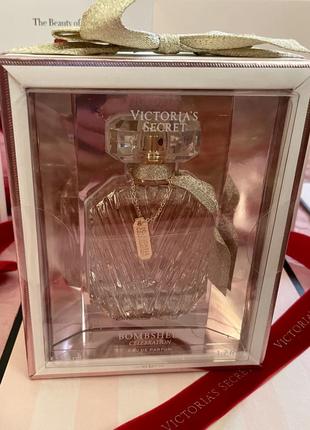 The Beauty of
VICTORIA'S
SECRET
BOMBSHELL
CELEBRATION
EAU DE PARFUM
VICTORIA'S SECRET